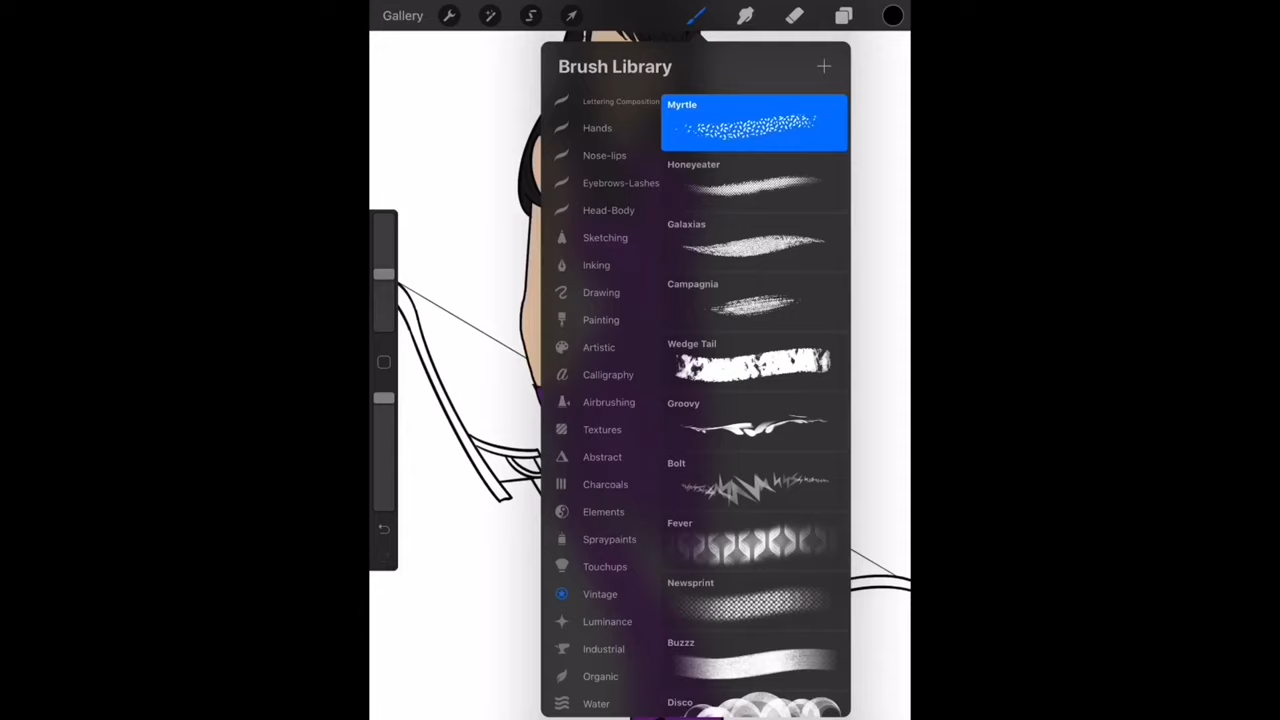 Gallery
Brush Library
Lettering Composition
Hands
Nose-lips
Eyebrows-Lashes
Head-Body
Sketching
Inking
Drawing
Painting
Artistic
Calligraphy
Airbrushing
Textures
Abstract
Charcoals
Elements
Spraypaints
Touchups
Vintage
Luminance
Industrial
Organic
Water
Myrtle
Honeyeater
Galaxias
Campagnia
Wedge Tail
Groovy
Bolt
Fever
Newsprint
Buzzz
Disco